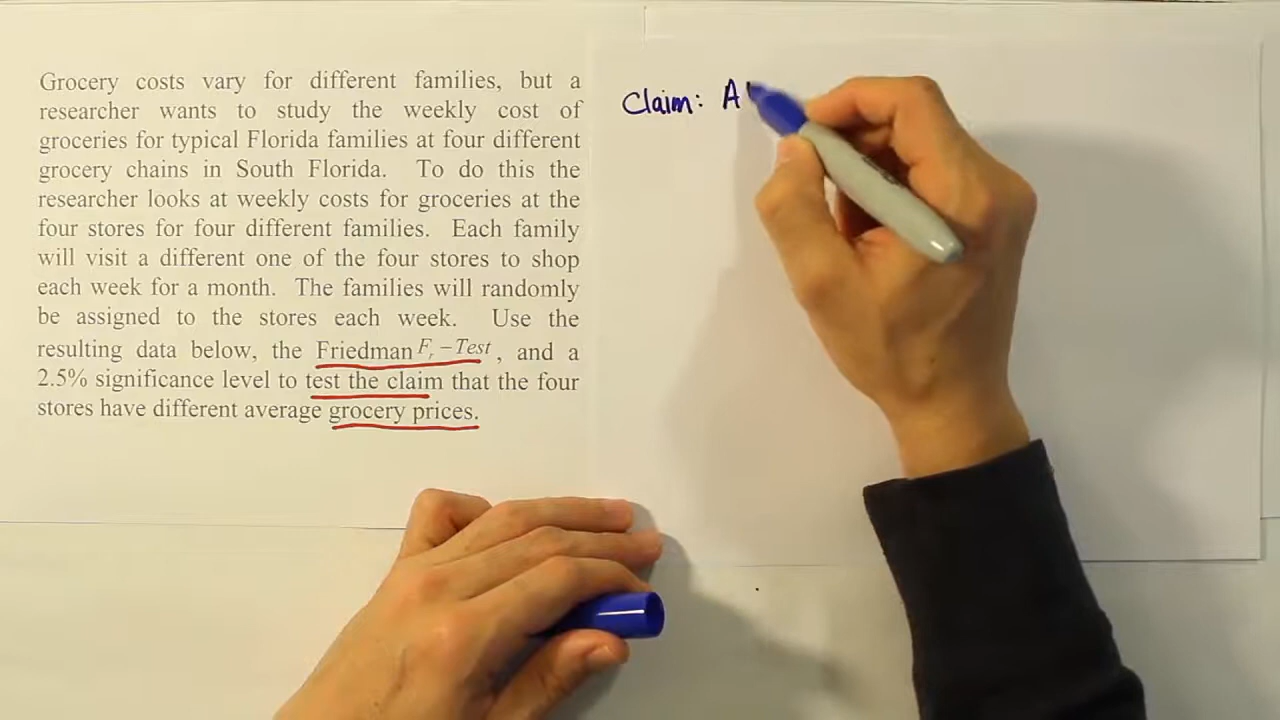 Grocery costs vary for different families, but a
researcher wants to study the weekly cost of
groceries for typical Florida families at four different
grocery chains in South Florida. To do this the
researcher looks at weekly costs for groceries at the
four stores for four different families. Each family
will visit a different one of the four stores to shop
each week for a month. The families will randomly
be assigned to the stores each week. Use the
resulting data below, the Friedman Fᵣ – Test, and a
2.5% significance level to test the claim that the four
stores have different average grocery prices.
Claim: A